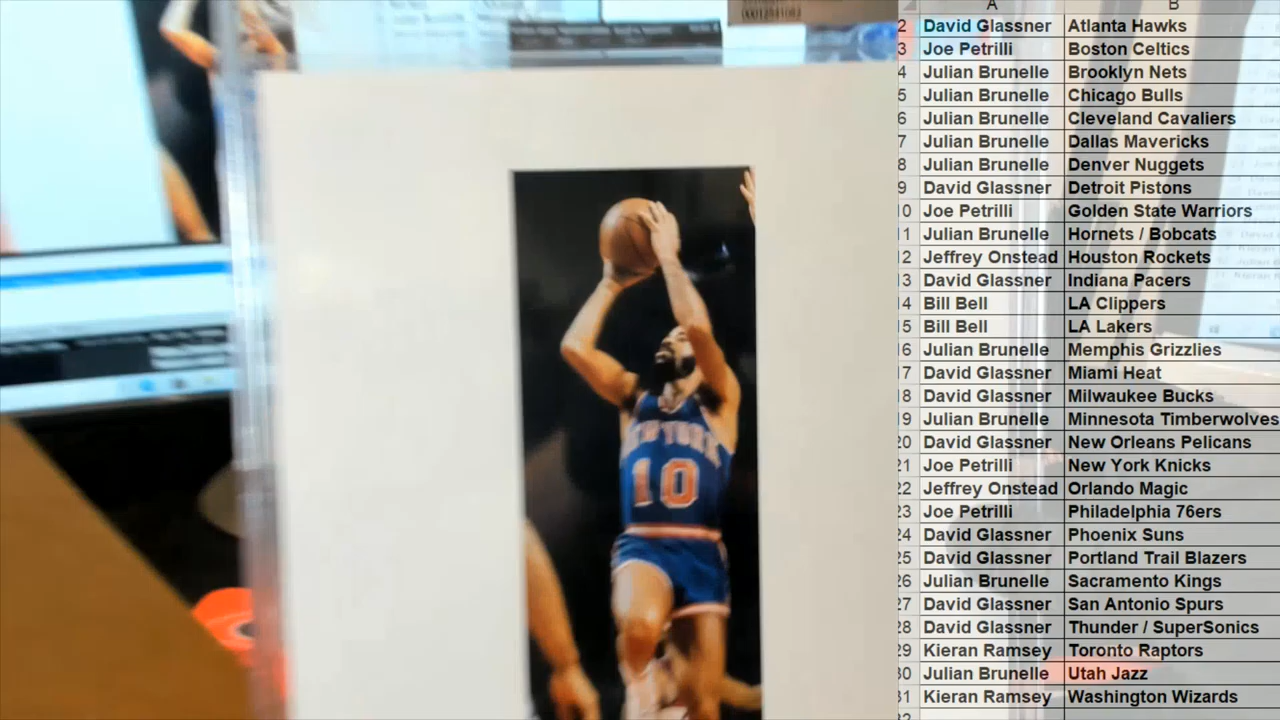 A B
2 David Glassner Atlanta Hawks
3 Joe Petrilli Boston Celtics
4 Julian Brunelle Brooklyn Nets
5 Julian Brunelle Chicago Bulls
6 Julian Brunelle Cleveland Cavaliers
7 Julian Brunelle Dallas Mavericks
8 Julian Brunelle Denver Nuggets
9 David Glassner Detroit Pistons
10 Joe Petrilli Golden State Warriors
11 Julian Brunelle Hornets / Bobcats
12 Jeffrey Onstead Houston Rockets
13 David Glassner Indiana Pacers
14 Bill Bell LA Clippers
15 Bill Bell LA Lakers
16 Julian Brunelle Memphis Grizzlies
17 David Glassner Miami Heat
18 David Glassner Milwaukee Bucks
19 Julian Brunelle Minnesota Timberwolves
20 David Glassner New Orleans Pelicans
21 Joe Petrilli New York Knicks
22 Jeffrey Onstead Orlando Magic
23 Joe Petrilli Philadelphia 76ers
24 David Glassner Phoenix Suns
25 David Glassner Portland Trail Blazers
26 Julian Brunelle Sacramento Kings
27 David Glassner San Antonio Spurs
28 David Glassner Thunder / SuperSonics
29 Kieran Ramsey Toronto Raptors
30 Julian Brunelle Utah Jazz
31 Kieran Ramsey Washington Wizards
NEW YORK
10